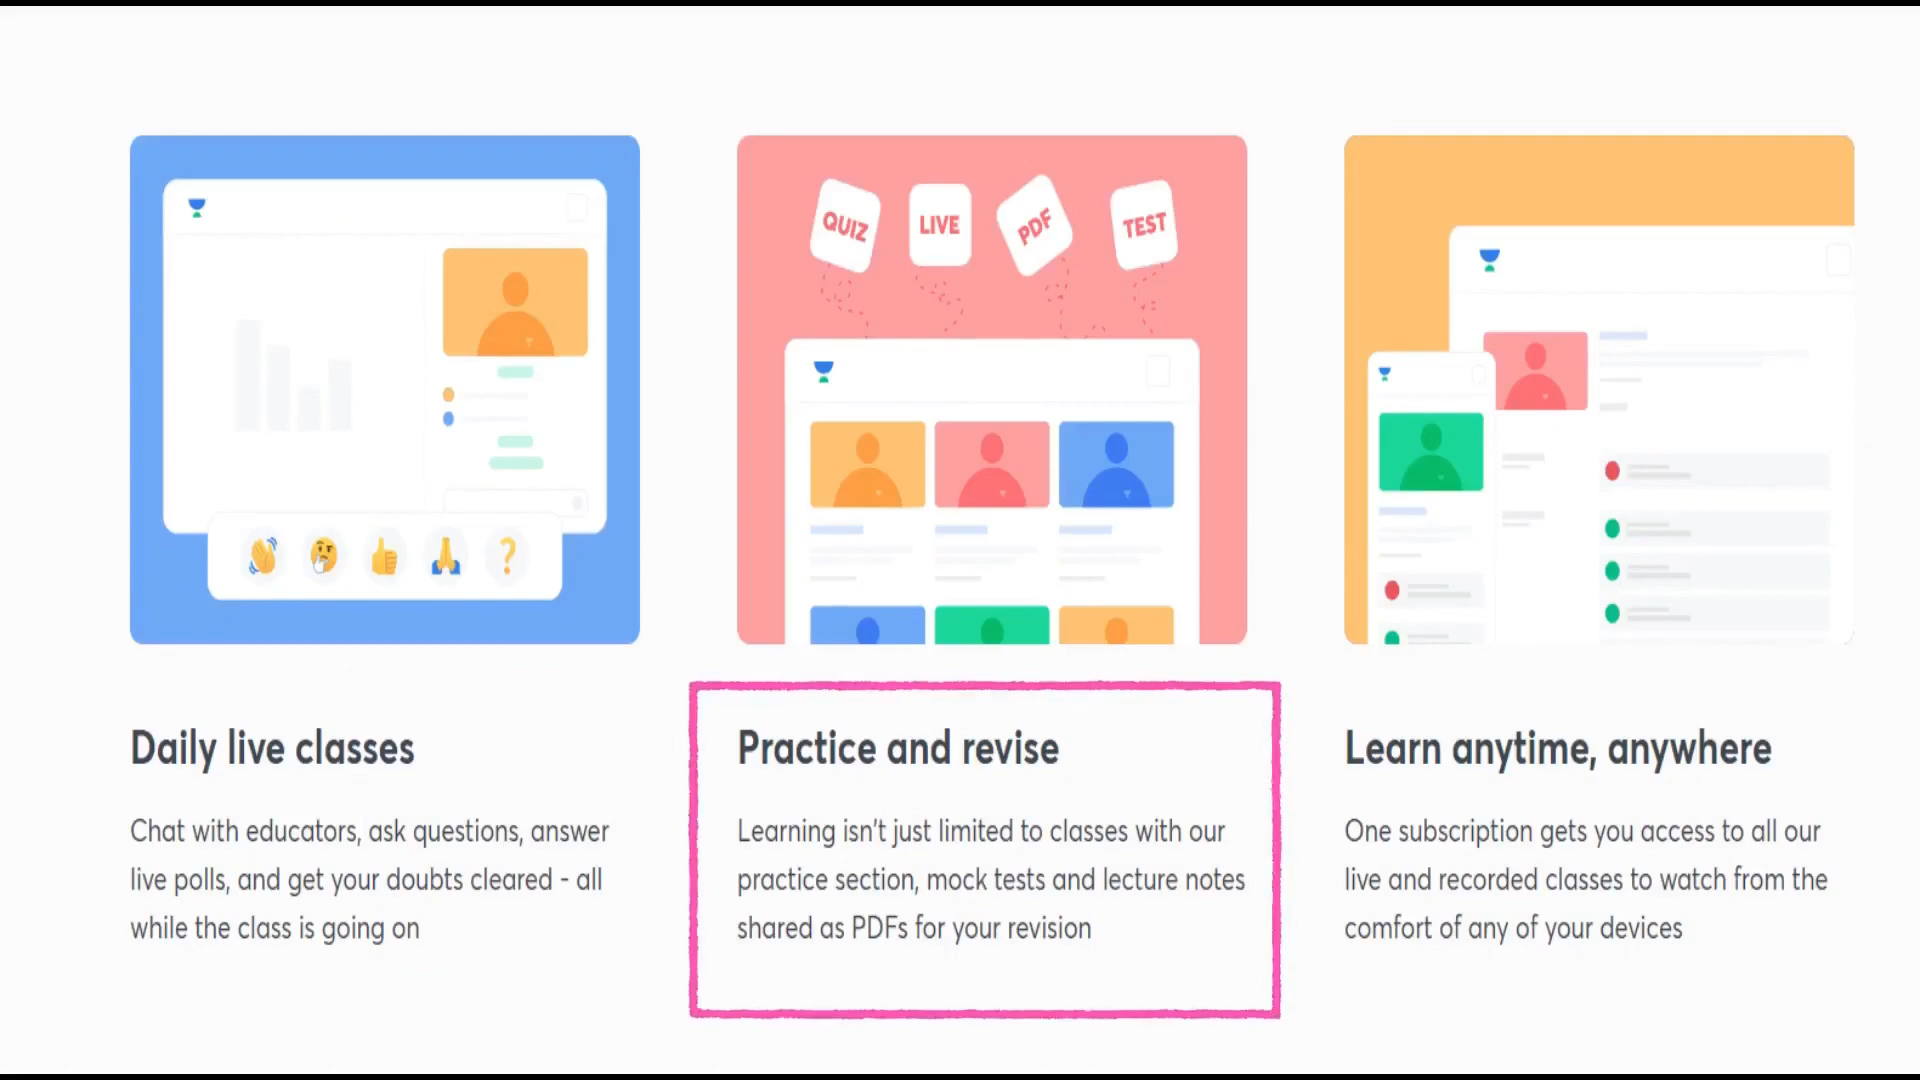 QUIZ
LIVE
PDF
TEST
Daily live classes
Chat with educators, ask questions, answer
live polls, and get your doubts cleared - all
while the class is going on
Practice and revise
Learning isn't just limited to classes with our
practice section, mock tests and lecture notes
shared as PDFs for your revision
Learn anytime, anywhere
One subscription gets you access to all our
live and recorded classes to watch from the
comfort of any of your devices